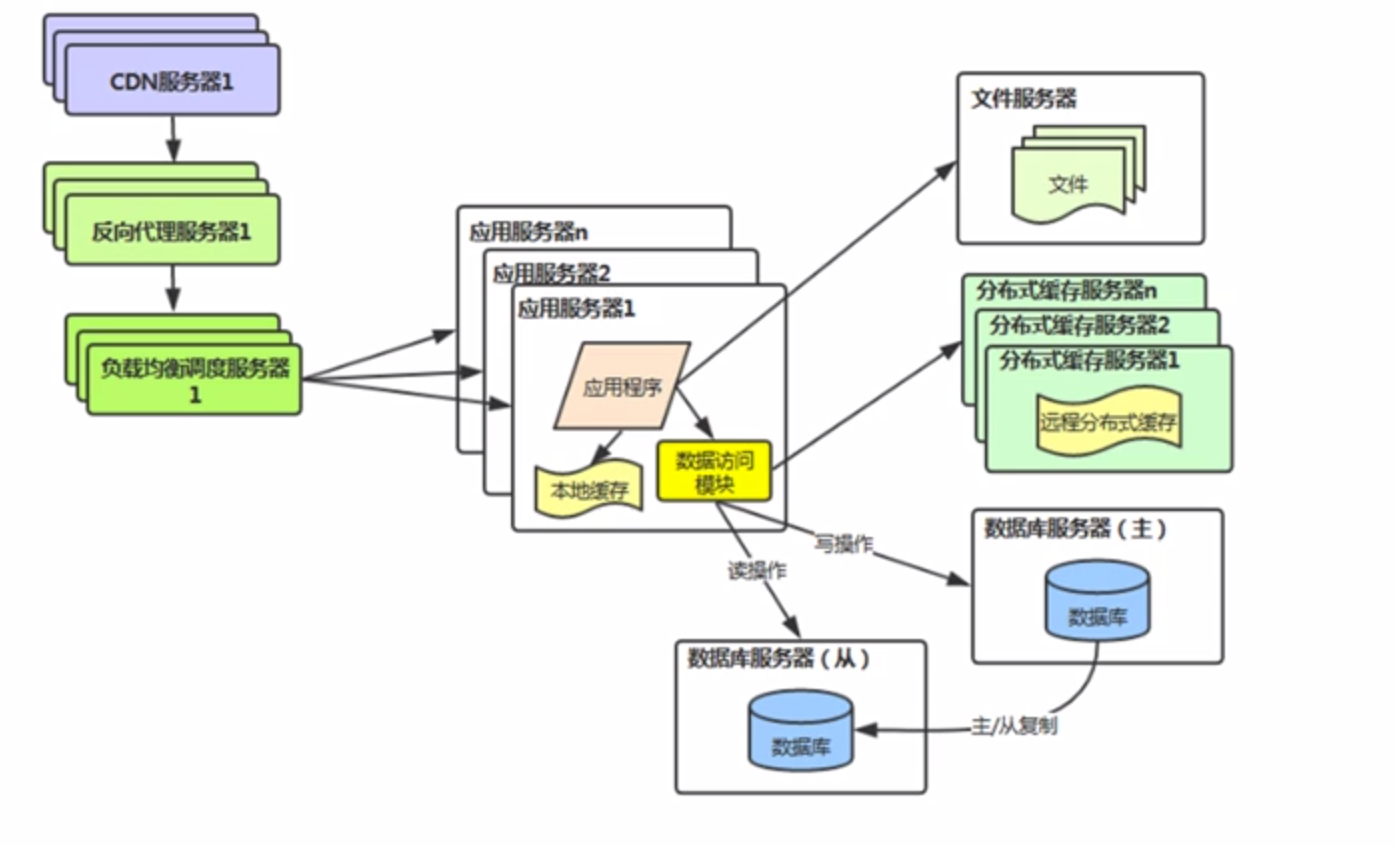 CDN服务器1
反向代理服务器1
负载均衡调度服务器
1
应用服务器n
应用服务器2
应用服务器1
应用程序
本地缓存
数据访问
模块
文件服务器
文件
分布式缓存服务器n
分布式缓存服务器2
分布式缓存服务器1
远程分布式缓存
写操作
读操作
数据库服务器（主）
数据库
数据库服务器（从）
数据库
主/从复制